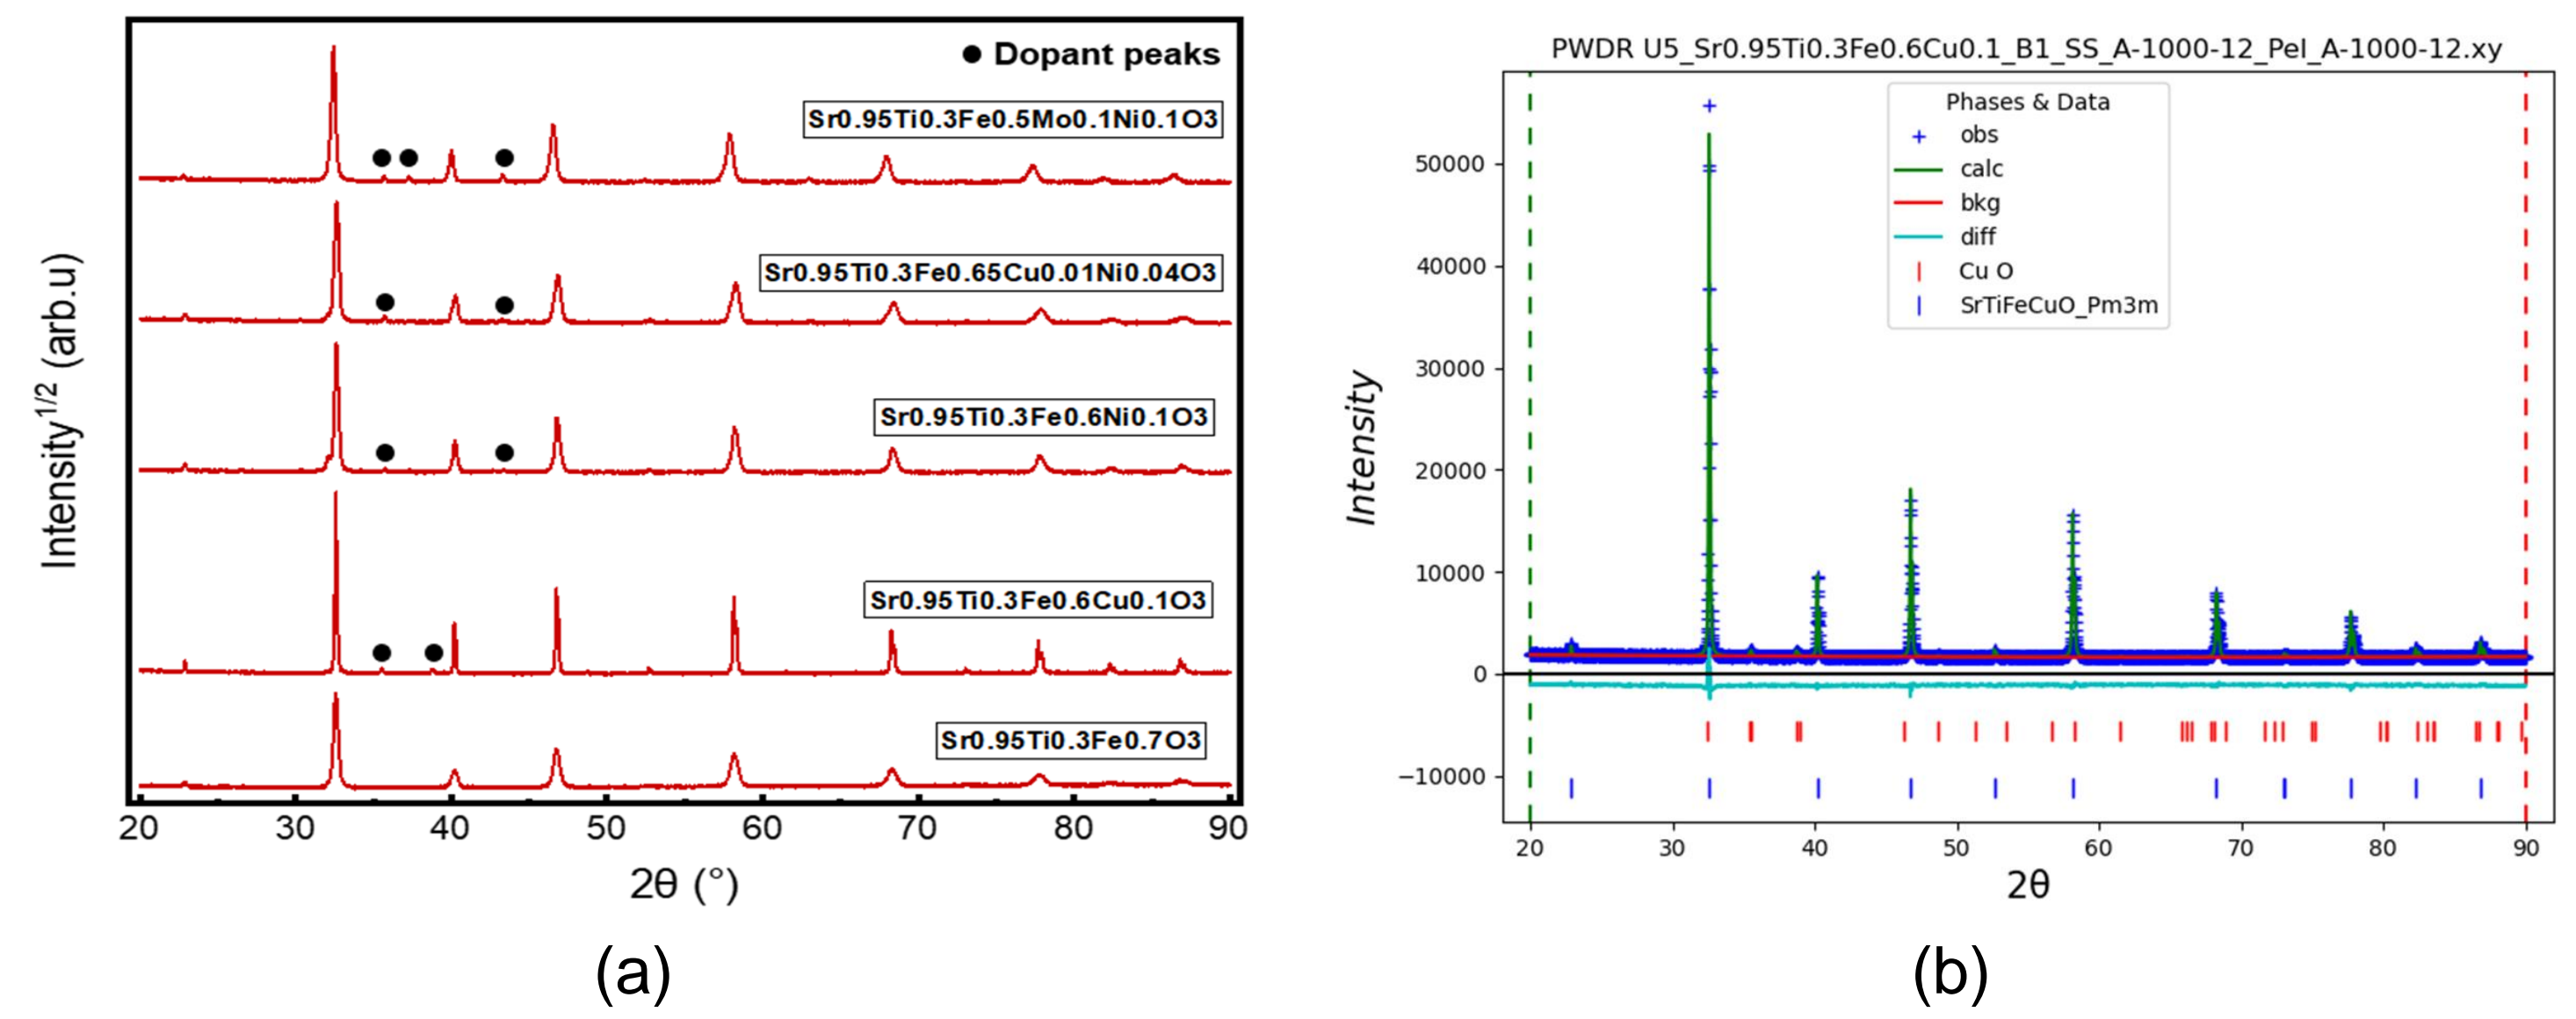 ● Dopant peaks
Sr0.95Ti0.3Fe0.5Mo0.1Ni0.1O3
Sr0.95Ti0.3Fe0.65Cu0.01Ni0.04O3
Sr0.95Ti0.3Fe0.6Ni0.1O3
Sr0.95Ti0.3Fe0.6Cu0.1O3
Sr0.95Ti0.3Fe0.7O3
Intensity^1/2 (arb.u)
20 30 40 50 60 70 80 90
2θ (°)
(a)
PWDR U5_Sr0.95Ti0.3Fe0.6Cu0.1_B1_SS_A-1000-12_Pel_A-1000-12.xy
Phases & Data
obs
calc
bkg
diff
Cu O
SrTiFeCuO_Pm3m
50000
40000
30000
20000
10000
0
−10000
Intensity
20 30 40 50 60 70 80 90
2θ
(b)